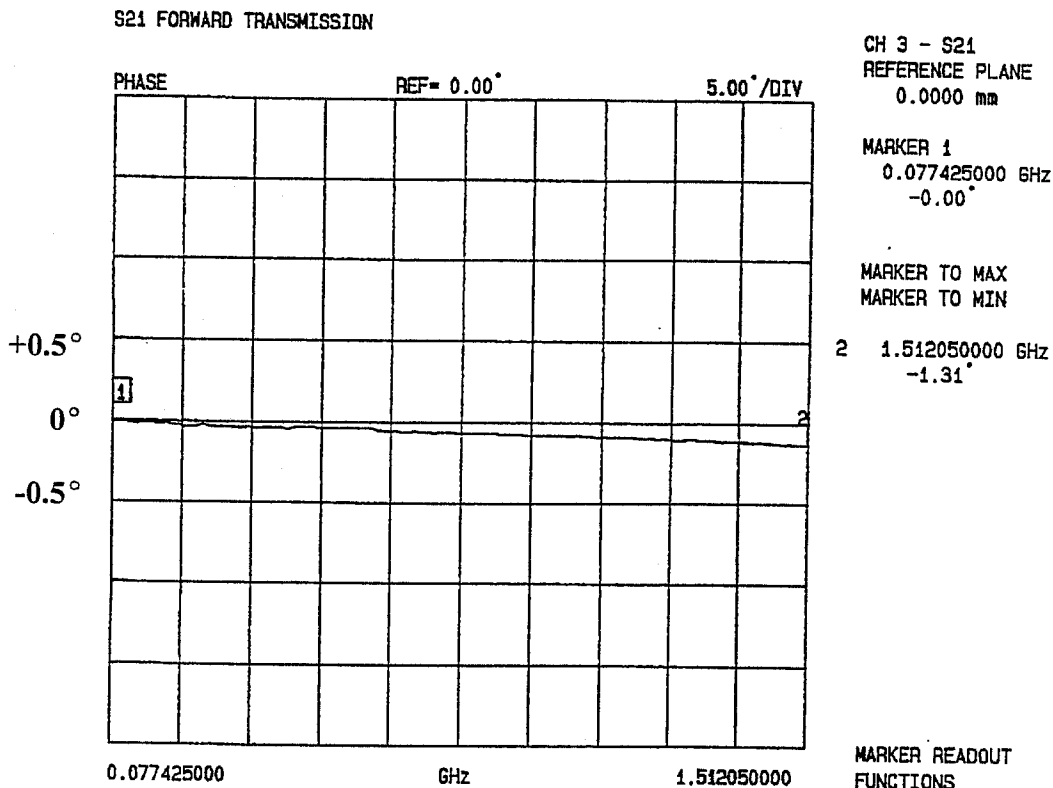 S21 FORWARD TRANSMISSION
CH 3 - S21
REFERENCE PLANE
0.0000 mm
PHASE REF= 0.00° 5.00°/DIV
MARKER 1
0.077425000 GHz
-0.00°
MARKER TO MAX
MARKER TO MIN
2 1.512050000 GHz
-1.31°
+0.5°
1
0°
2
-0.5°
0.077425000 GHz 1.512050000
MARKER READOUT
FUNCTIONS